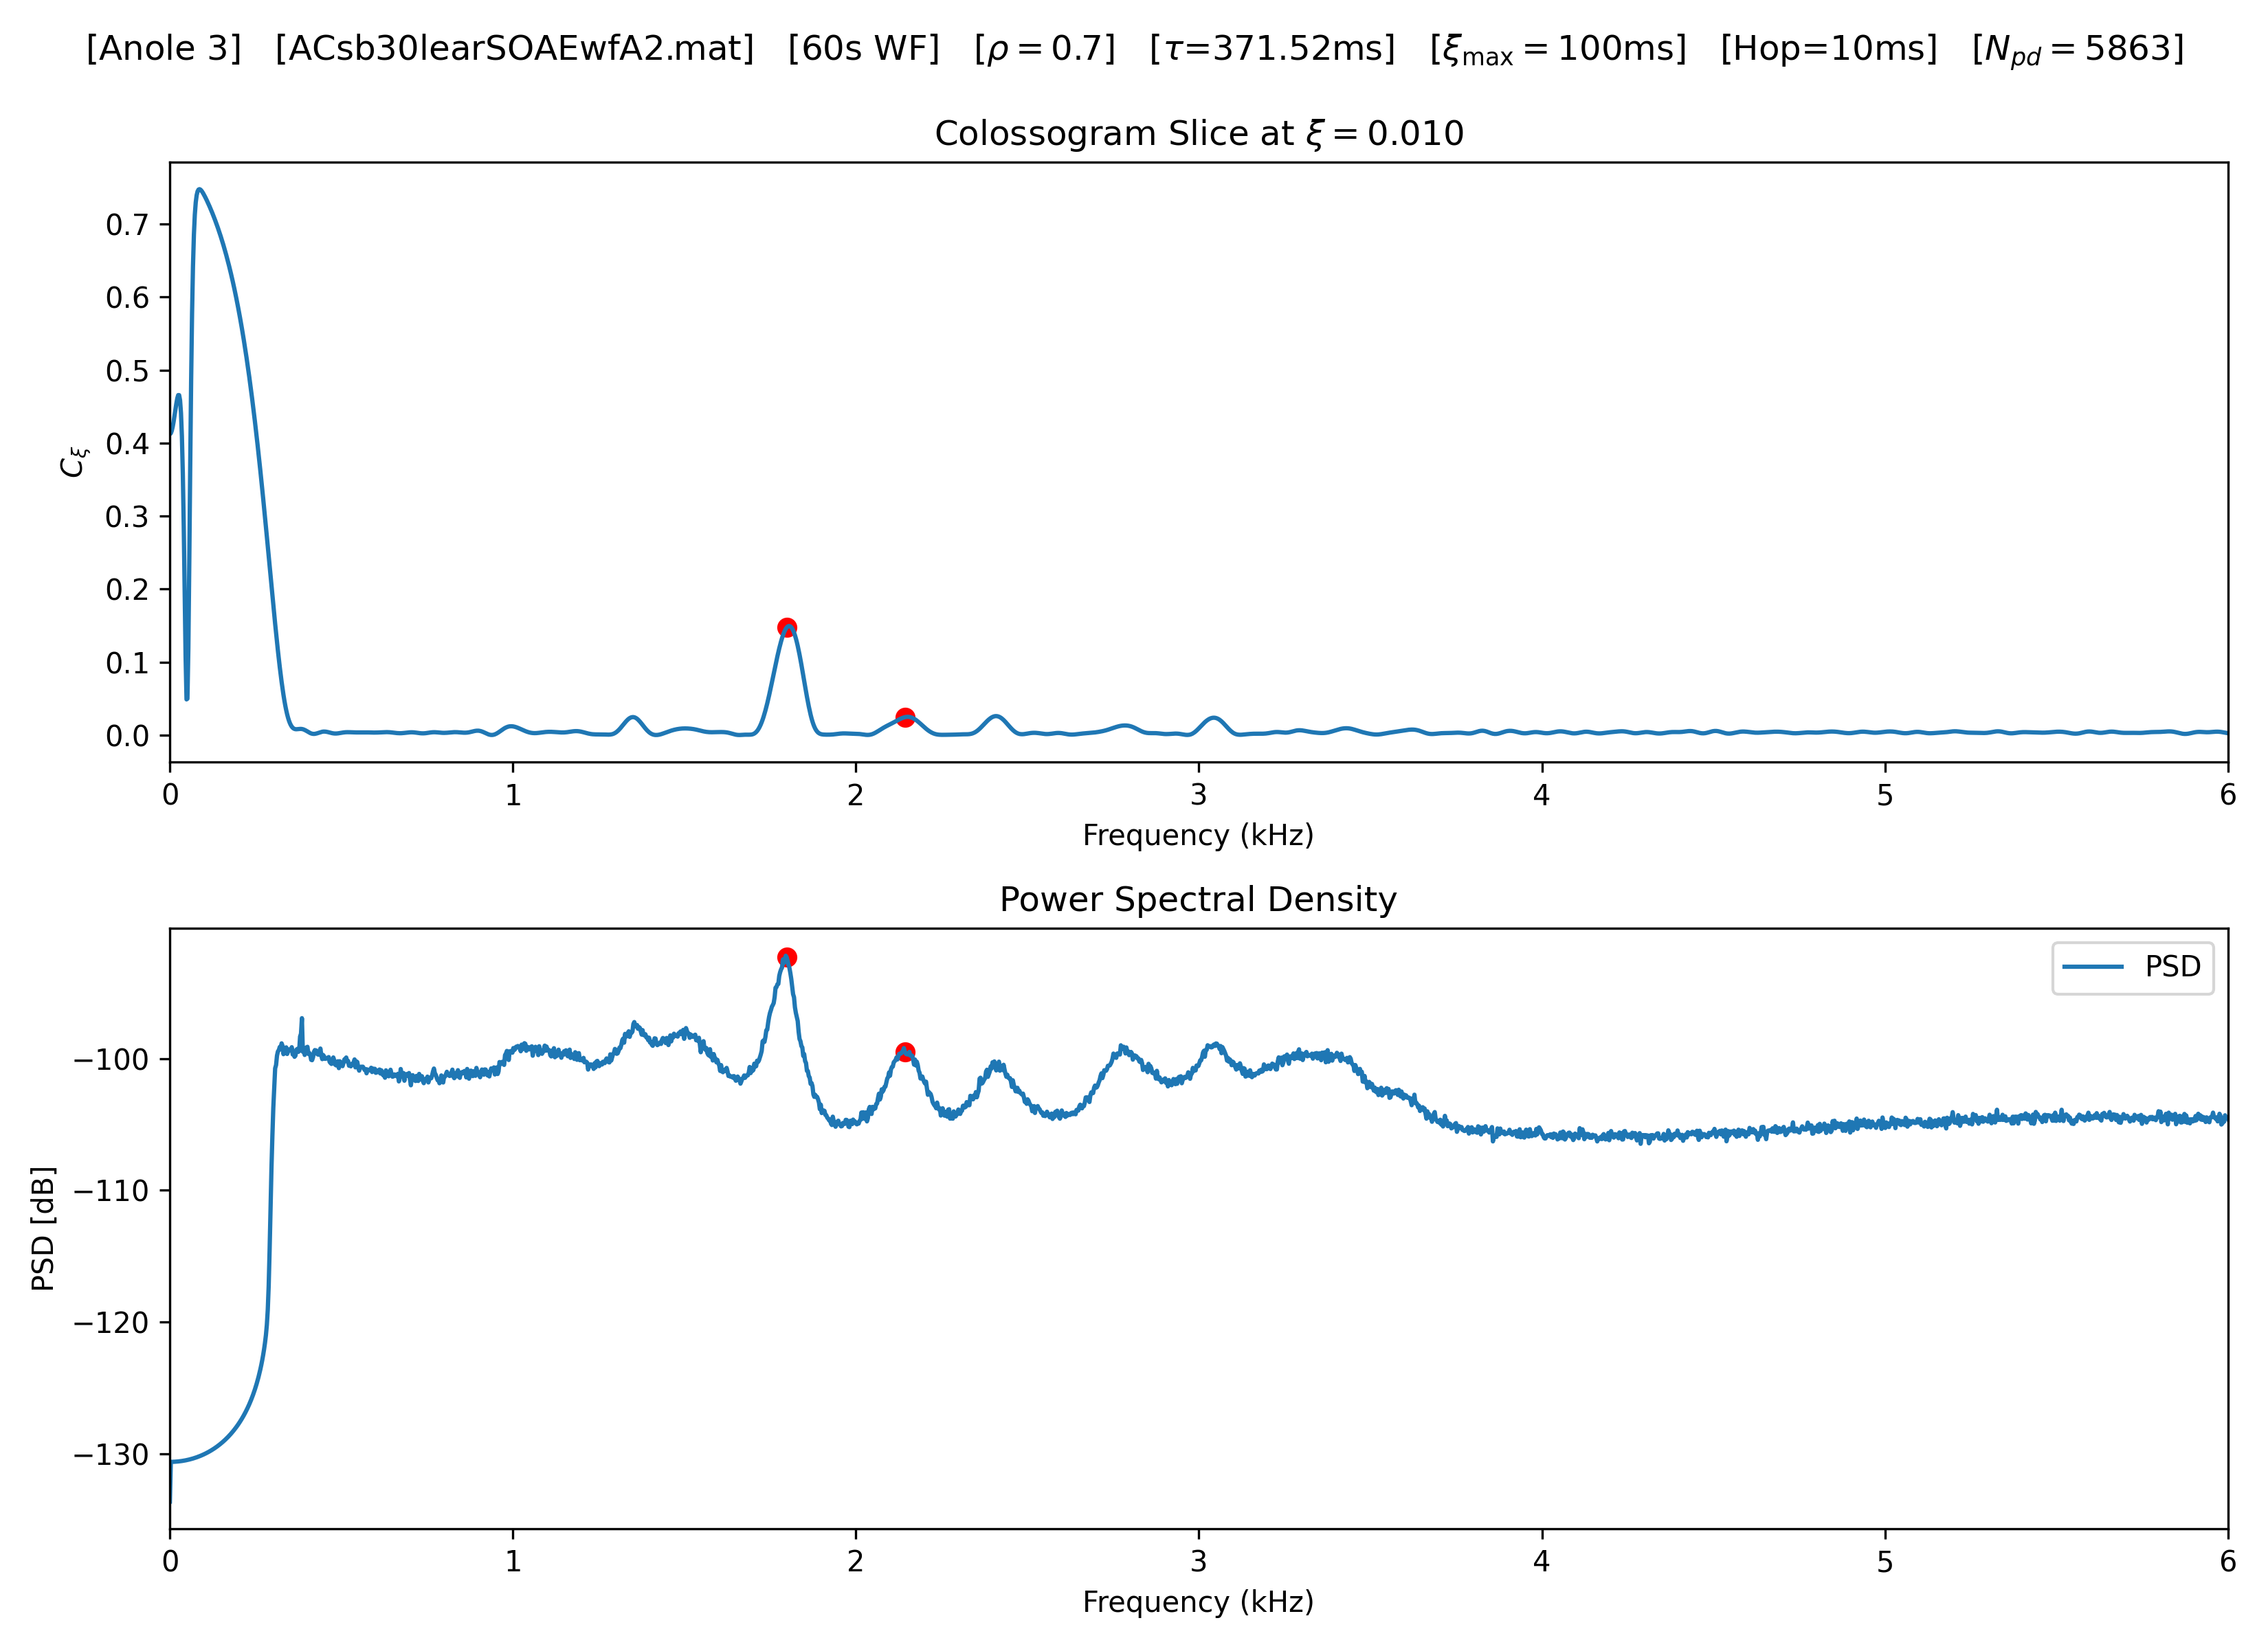 [Anole 3] [ACsb30learSOAEwfA2.mat] [60s WF] [ρ = 0.7] [τ=371.52ms] [ξmax = 100ms] [Hop=10ms] [Npd = 5863]
Colossogram Slice at ξ = 0.010
Cξ
0.7
0.6
0.5
0.4
0.3
0.2
0.1
0.0
0 1 2 3 4 5 6
Frequency (kHz)
Power Spectral Density
PSD
PSD [dB]
−100
−110
−120
−130
0 1 2 3 4 5 6
Frequency (kHz)